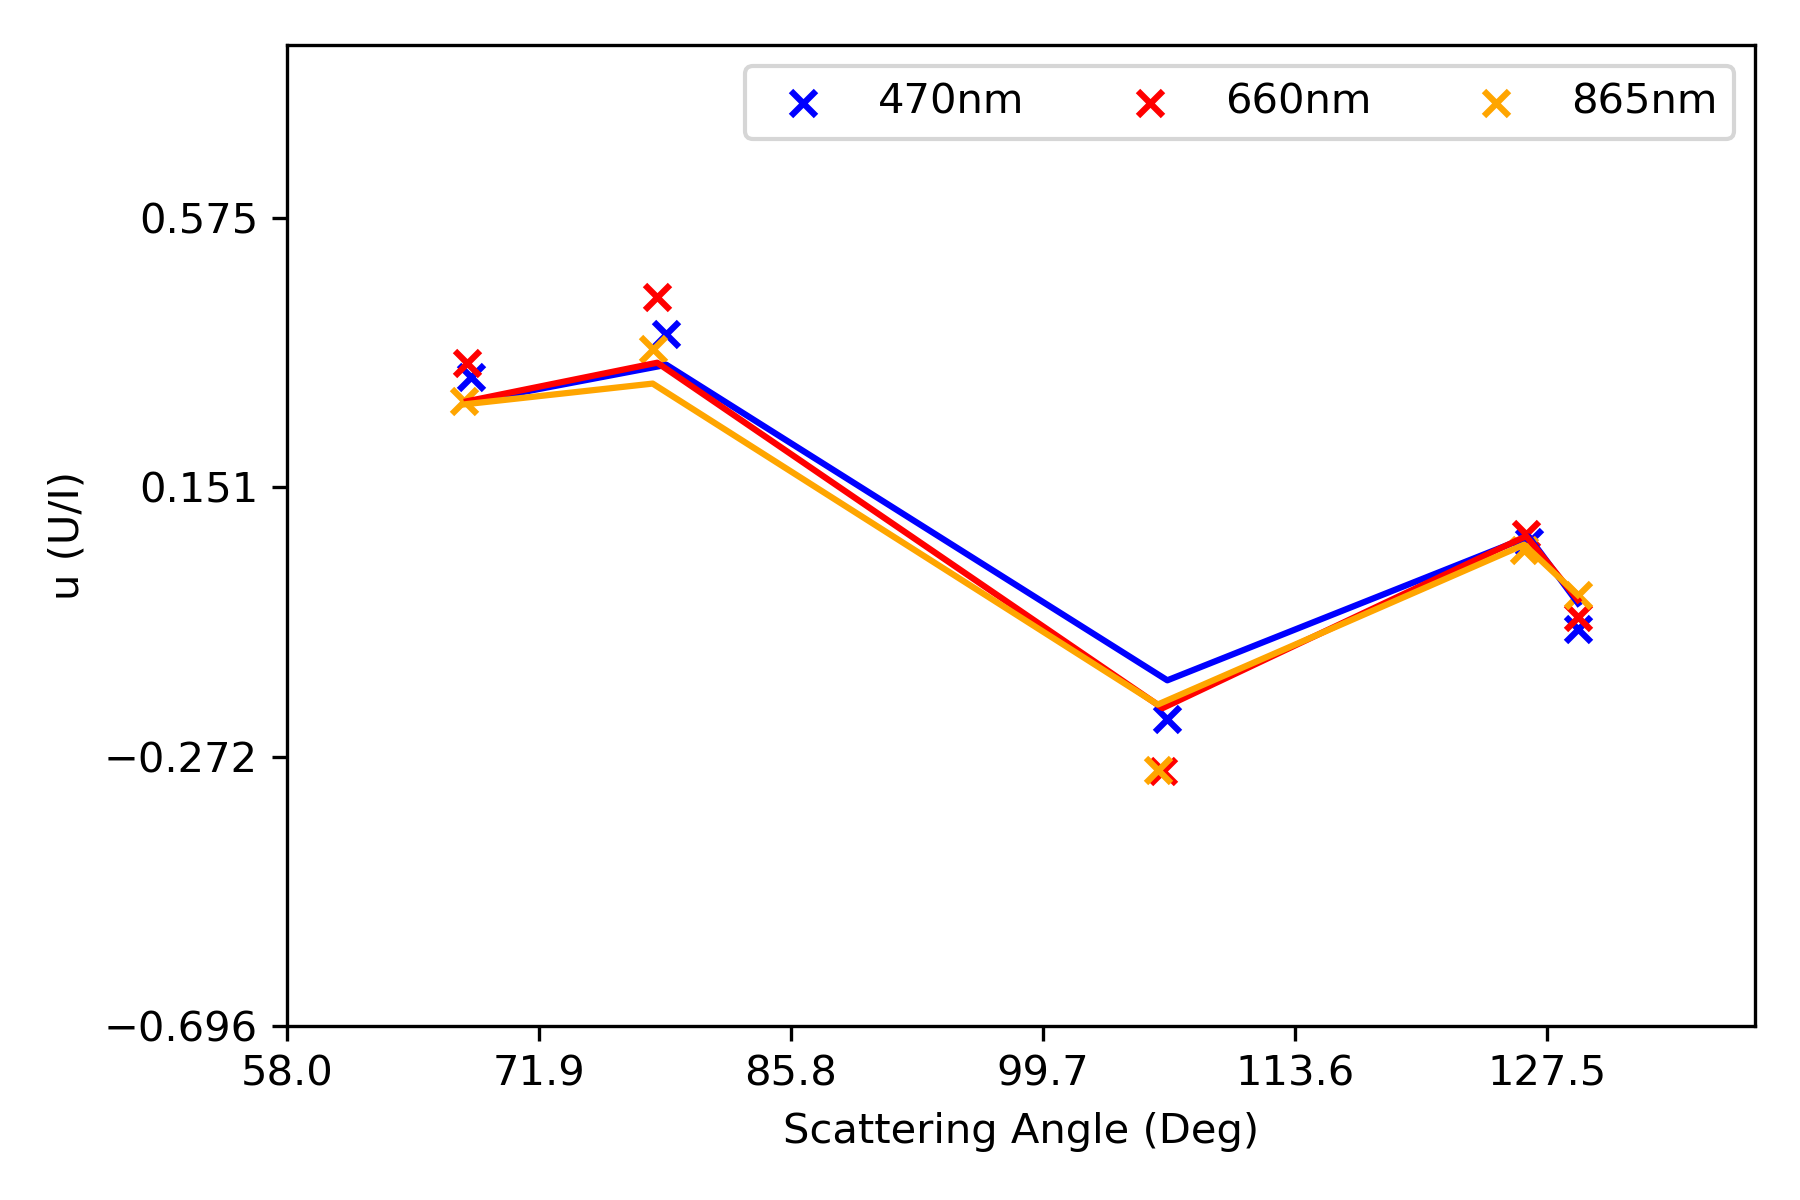 470nm 660nm 865nm
0.575
0.151
−0.272
−0.696
u (U/I)
58.0 71.9 85.8 99.7 113.6 127.5
Scattering Angle (Deg)